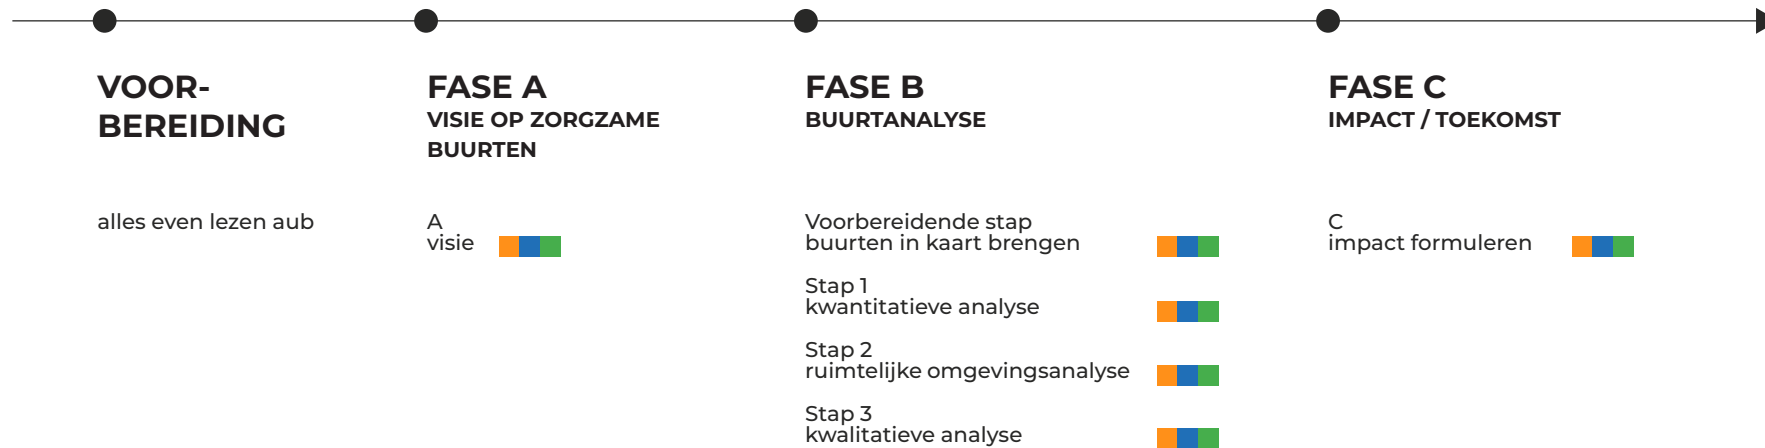 VOOR-
BEREIDING
alles even lezen aub
FASE A
VISIE OP ZORGZAME
BUURTEN
A
visie
FASE B
BUURTANALYSE
Voorbereidende stap
buurten in kaart brengen
Stap 1
kwantitatieve analyse
Stap 2
ruimtelijke omgevingsanalyse
Stap 3
kwalitatieve analyse
FASE C
IMPACT / TOEKOMST
C
impact formuleren